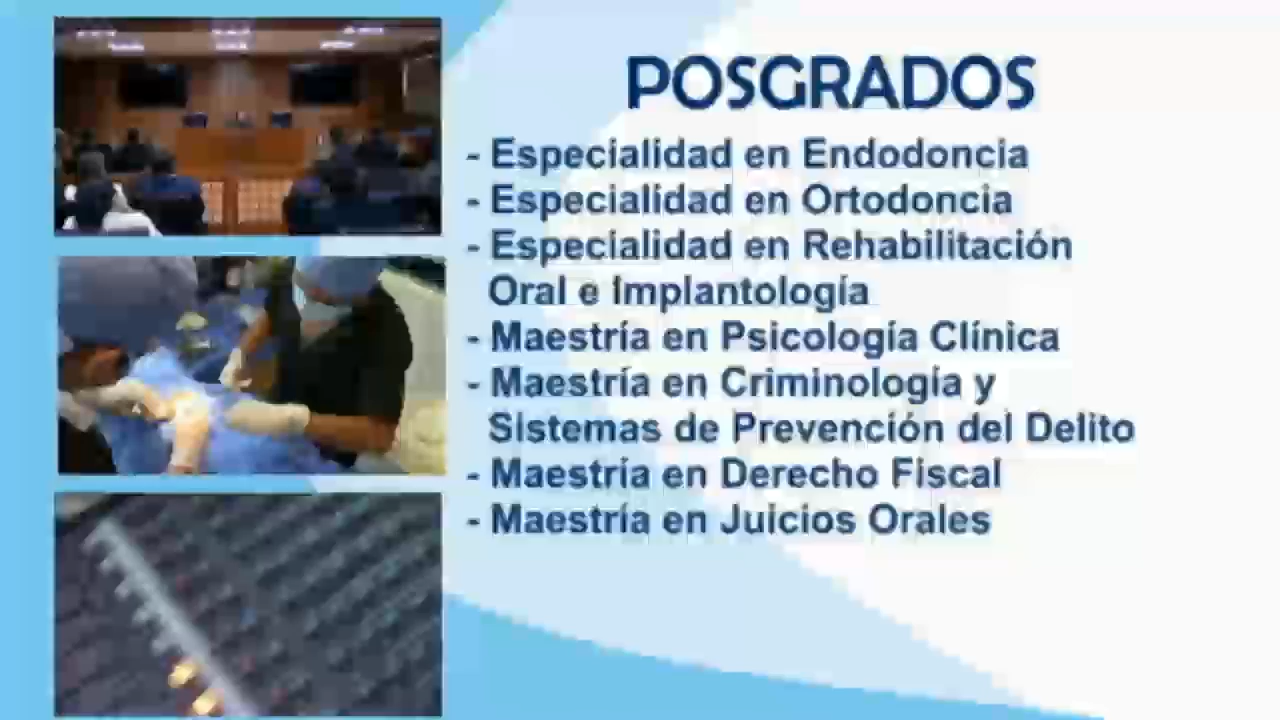 POSGRADOS
- Especialidad en Endodoncia
- Especialidad en Ortodoncia
- Especialidad en Rehabilitación
Oral e Implantología
- Maestría en Psicología Clínica
- Maestría en Criminología y
Sistemas de Prevención del Delito
- Maestría en Derecho Fiscal
- Maestría en Juicios Orales